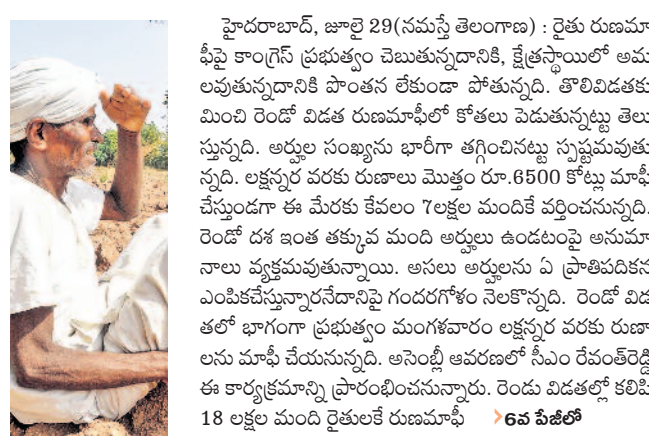 హైదరాబాద్, జూలై 29(నమస్తే తెలంగాణ) : రైతు రుణమా
ఫీపై కాంగ్రెస్ ప్రభుత్వం చెబుతున్నదానికి, క్షేత్రస్థాయిలో అమ
లవుతున్నదానికి పొంతన లేకుండా పోతున్నది. తొలివిడతకు
మించి రెండో విడత రుణమాఫీలో కోతలు పెడుతున్నట్టు తెలు
స్తున్నది. అర్హుల సంఖ్యను భారీగా తగ్గించినట్టు స్పష్టమవుతు
న్నది. లక్షన్నర వరకు రుణాలు మొత్తం రూ.6500 కోట్లు మాఫీ
చేస్తుండగా ఈ మేరకు కేవలం 7లక్షల మందికే వర్తించనున్నది.
రెండో దశ ఇంత తక్కువ మంది అర్హులు ఉండటంపై అనుమా
నాలు వ్యక్తమవుతున్నాయి. అసలు అర్హులను ఏ ప్రాతిపదికన
ఎంపికచేస్తున్నారనేదానిపై గందరగోళం నెలకొన్నది. రెండో విడ
తలో భాగంగా ప్రభుత్వం మంగళవారం లక్షన్నర వరకు రుణా
లను మాఫీ చేయనున్నది. అసెంబ్లీ ఆవరణలో సీఎం రేవంత్‌రెడ్డి
ఈ కార్యక్రమాన్ని ప్రారంభించనున్నారు. రెండు విడతల్లో కలిపి
18 లక్షల మంది రైతులకే రుణమాఫీ >6వ పేజీలో